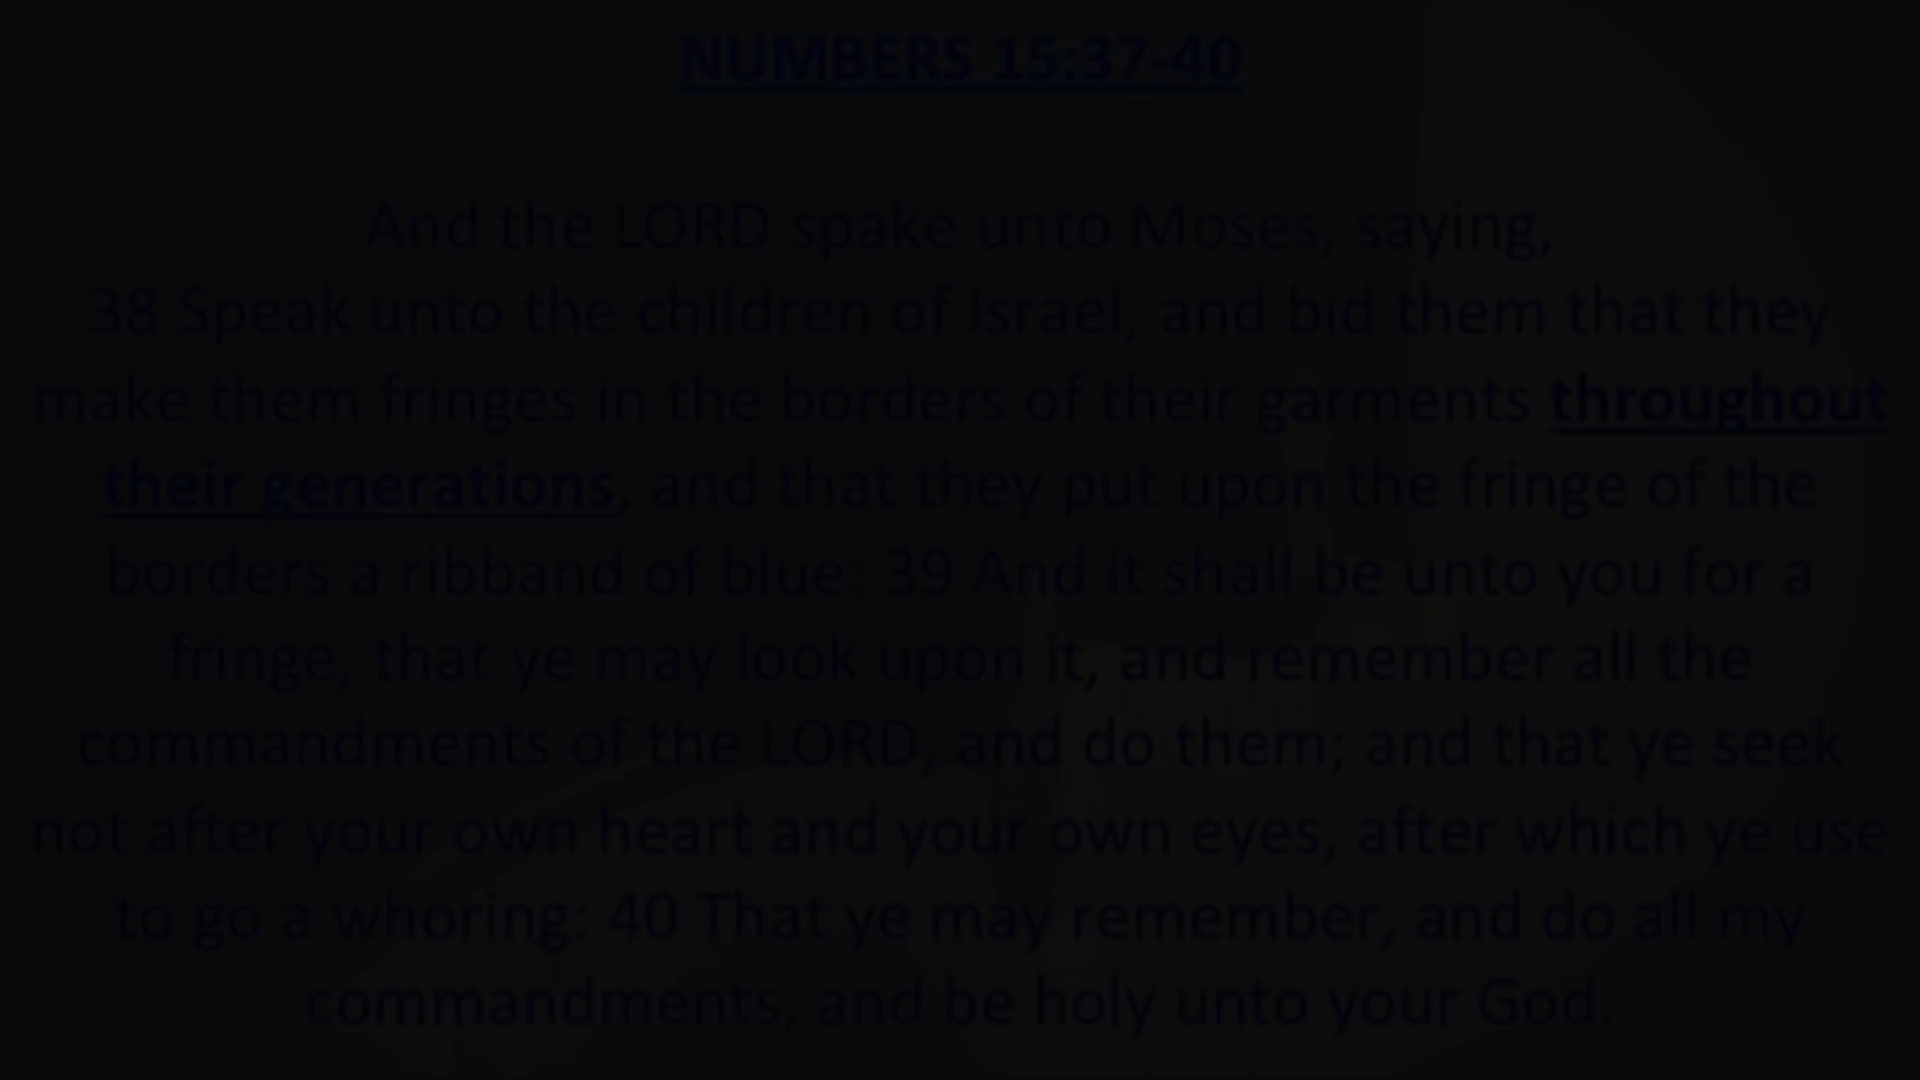 NUMBERS 15:37-40
And the LORD spake unto Moses, saying,
38 Speak unto the children of Israel, and bid them that they
make them fringes in the borders of their garments throughout
their generations, and that they put upon the fringe of the
borders a ribband of blue: 39 And it shall be unto you for a
fringe, that ye may look upon it, and remember all the
commandments of the LORD, and do them; and that ye seek
not after your own heart and your own eyes, after which ye use
to go a whoring: 40 That ye may remember, and do all my
commandments, and be holy unto your God.